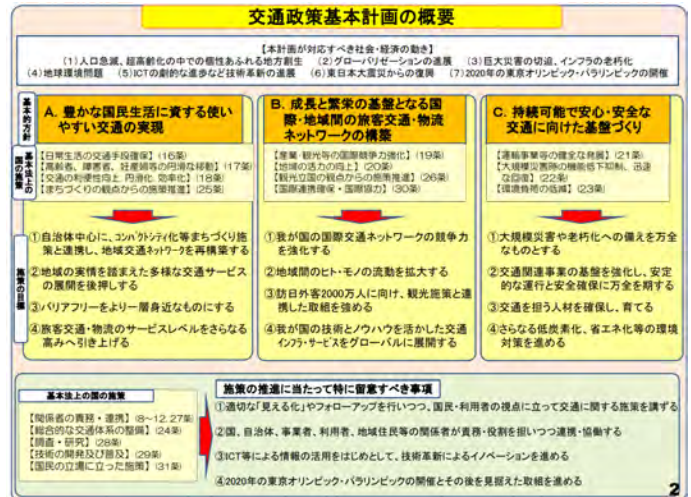 交通政策基本計画の概要
【本計画が対応すべき社会・経済の動き】
(1)人口急減、超高齢化の中での個性あふれる地方創生 (2)グローバリゼーションの進展 (3)巨大災害の切迫、インフラの老朽化
(4)地球環境問題 (5)ICTの劇的な進歩など技術革新の進展 (6)東日本大震災からの復興 (7)2020年の東京オリンピック・パラリンピックの開催
基本的方針
A. 豊かな国民生活に資する使い
やすい交通の実現
基本法上の国の施策
【日常生活の交通手段確保】(16条)
【高齢者、障害者、妊産婦等の円滑な移動】(17条)
【交通の利便性向上、円滑化、効率化】(18条)
【まちづくりの観点からの施策推進】(25条)
施策の目標
①自治体中心に、コンパクトシティ化等まちづくり施
策と連携し、地域交通ネットワークを再構築する
②地域の実情を踏まえた多様な交通サービス
の展開を後押しする
③バリアフリーをより一層身近なものにする
④旅客交通・物流のサービスレベルをさらなる
高みへ引き上げる
B. 成長と繁栄の基盤となる国
際・地域間の旅客交通・物流
ネットワークの構築
【産業・観光等の国際競争力強化】(19条)
【地域の活力の向上】(20条)
【観光立国の観点からの施策推進】(26条)
【国際連携確保・国際協力】(30条)
①我が国の国際交通ネットワークの競争力
を強化する
②地域間のヒト・モノの流動を拡大する
③訪日外客2000万人に向け、観光施策と連
携した取組を強める
④我が国の技術とノウハウを活かした交通
インフラ・サービスをグローバルに展開する
C. 持続可能で安心・安全な
交通に向けた基盤づくり
【運輸事業等の健全な発展】(21条)
【大規模災害時の機能低下抑制、迅速
な回復】(22条)
【環境負荷の低減】(23条)
①大規模災害や老朽化への備えを万全
なものとする
②交通関連事業の基盤を強化し、安定的
な運行と安全確保に万全を期する
③交通を担う人材を確保し、育てる
④さらなる低炭素化、省エネ化等の環境
対策を進める
基本法上の国の施策
【関係者の責務・連携】(8~12,27条)
【総合的な交通体系の整備】(24条)
【調査・研究】(28条)
【技術の開発及び普及】(29条)
【国民の立場に立った施策】(31条)
施策の推進に当たって特に留意すべき事項
①適切な「見える化」やフォローアップを行いつつ、国民・利用者の視点に立って交通に関する施策を講ずる
②国、自治体、事業者、利用者、地域住民等の関係者が責務・役割を担いつつ連携・協働する
③ICT等による情報の活用をはじめとして、技術革新によるイノベーションを進める
④2020年の東京オリンピック・パラリンピックの開催とその後を見据えた取組を進める
2